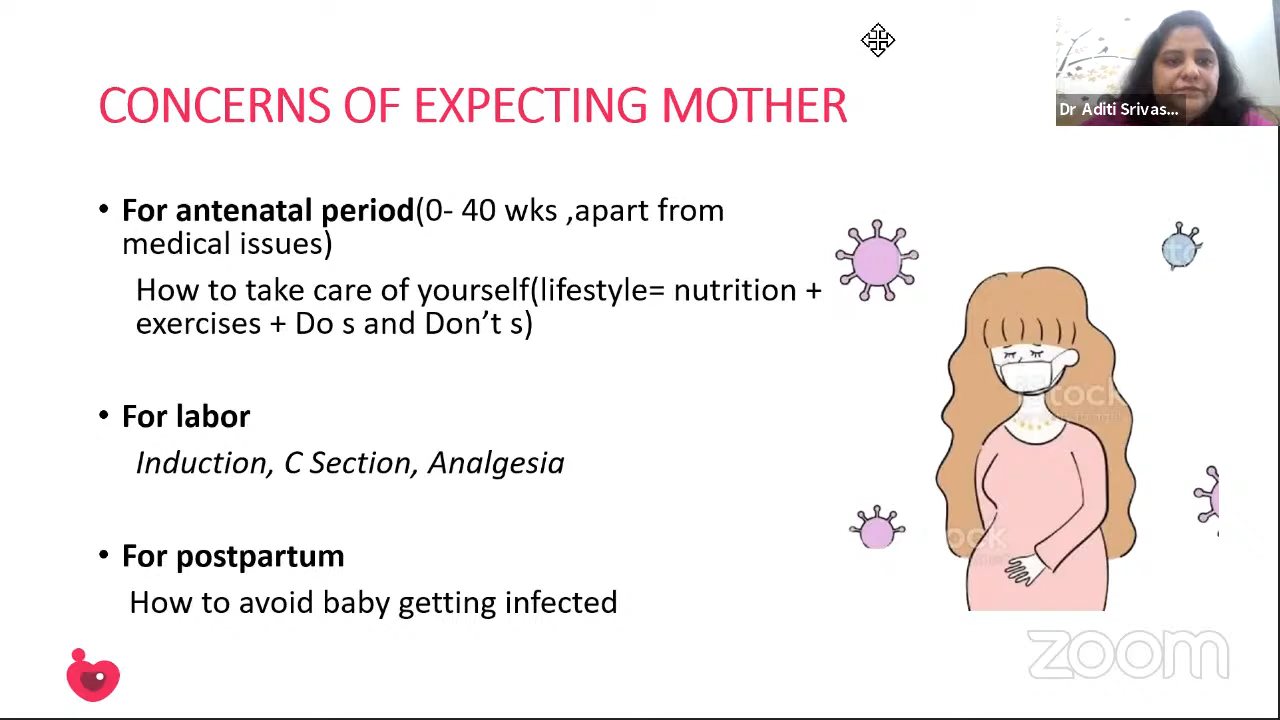 Dr Aditi Srivas...
CONCERNS OF EXPECTING MOTHER
• For antenatal period(0- 40 wks ,apart from
medical issues)
How to take care of yourself(lifestyle= nutrition +
exercises + Do s and Don’t s)
• For labor
Induction, C Section, Analgesia
• For postpartum
How to avoid baby getting infected
zoom